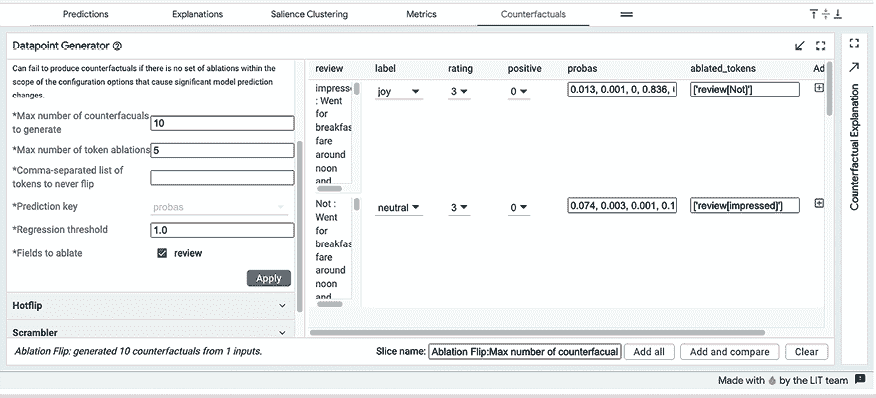 Predictions Explanations Salience Clustering Metrics Counterfactuals
Datapoint Generator
Can fail to produce counterfactuals if there is no set of ablations within the
scope of the configuration options that cause significant model prediction
changes.
*Max number of counterfacuals
to generate
10
*Max number of token ablations
5
*Comma-separated list of
tokens to never flip
*Prediction key
probas
*Regression threshold
1.0
*Fields to ablate
review
Apply
Hotflip
Scrambler
review label rating positive probas ablated_tokens Ad
impress
: Went
for
breakfas
fare
around
noon
and
joy 3 0 0.013, 0.001, 0, 0.836, ['review[Not]']
Not :
Went
for
breakfas
fare
around
noon
and
neutral 3 0 0.074, 0.003, 0.001, 0.1 ['review[impressed]']
Ablation Flip: generated 10 counterfactuals from 1 inputs.
Slice name: Ablation Flip:Max number of counterfacual Add all Add and compare Clear
Counterfactual Explanation
Made with by the LIT team